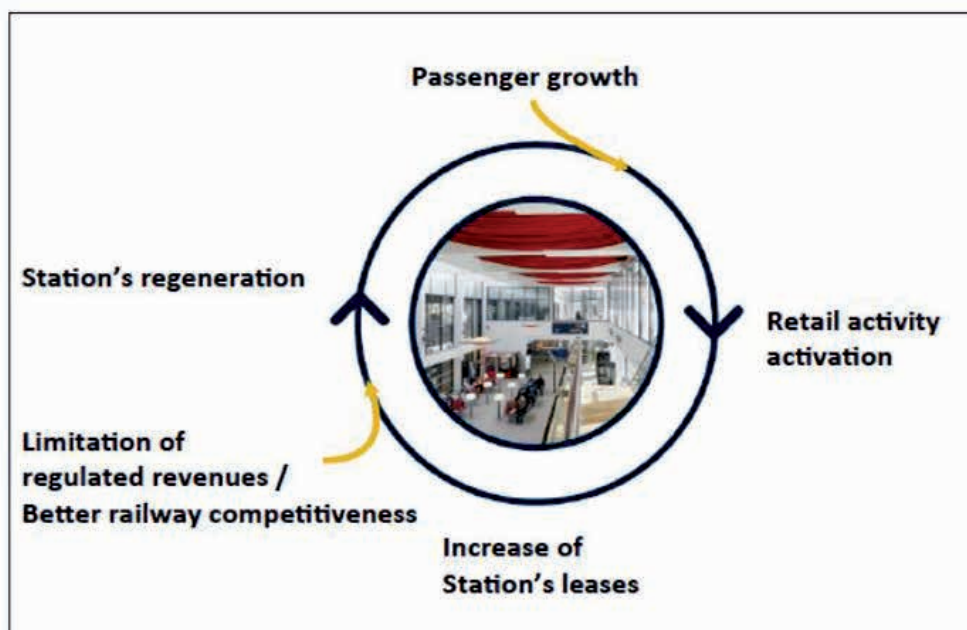 Passenger growth
Station’s regeneration
Retail activity
activation
Limitation of
regulated revenues /
Better railway competitiveness
Increase of
Station’s leases